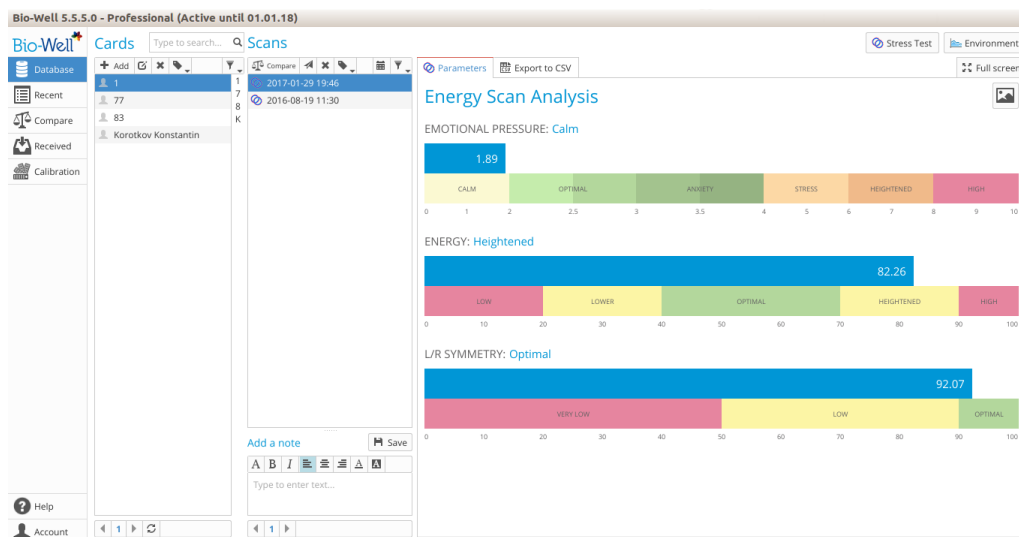 Bio-Well 5.5.5.0 - Professional (Active until 01.01.18)
Bio-Well
Database
Recent
Compare
Received
Calibration
Help
Account
Cards
Type to search...
Add
1
77
83
Korotkov Konstantin
1
7
8
K
1
Scans
Compare
2017-01-29 19:46
2016-08-19 11:30
Add a note
Save
A B I A A
Type to enter text...
1
Stress Test
Environment
Parameters
Export to CSV
Full screen
Energy Scan Analysis
EMOTIONAL PRESSURE: Calm
1.89
CALM OPTIMAL ANXIETY STRESS HEIGHTENED HIGH
0 1 2 2.5 3 3.5 4 5 6 7 8 9 10
ENERGY: Heightened
82.26
LOW LOWER OPTIMAL HEIGHTENED HIGH
0 10 20 30 40 50 60 70 80 90 100
L/R SYMMETRY: Optimal
92.07
VERY LOW LOW OPTIMAL
0 10 20 30 40 50 60 70 80 90 100